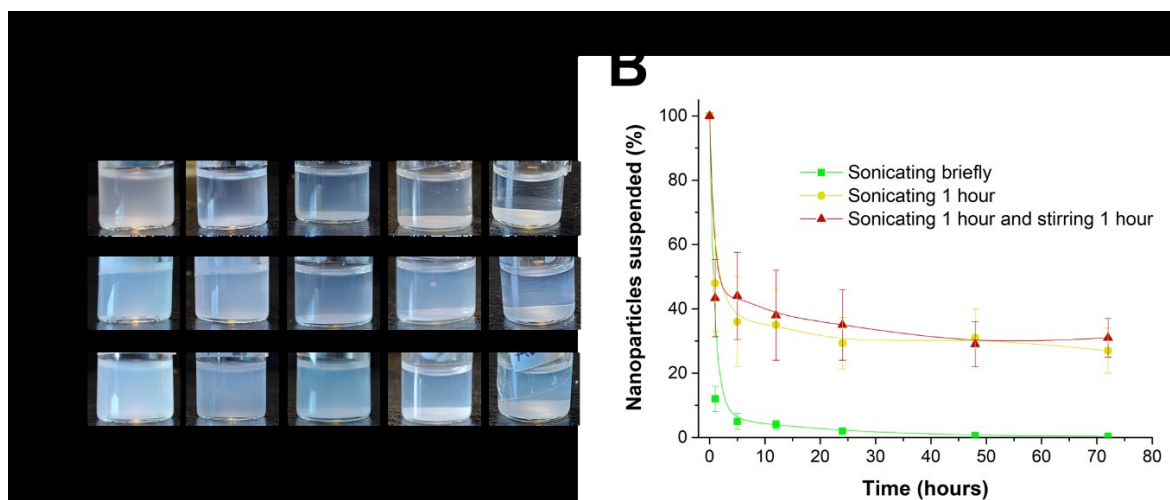 B
Nanoparticles suspended (%)
100
80
60
40
20
0
Sonicating briefly
Sonicating 1 hour
Sonicating 1 hour and stirring 1 hour
0 10 20 30 40 50 60 70 80
Time (hours)